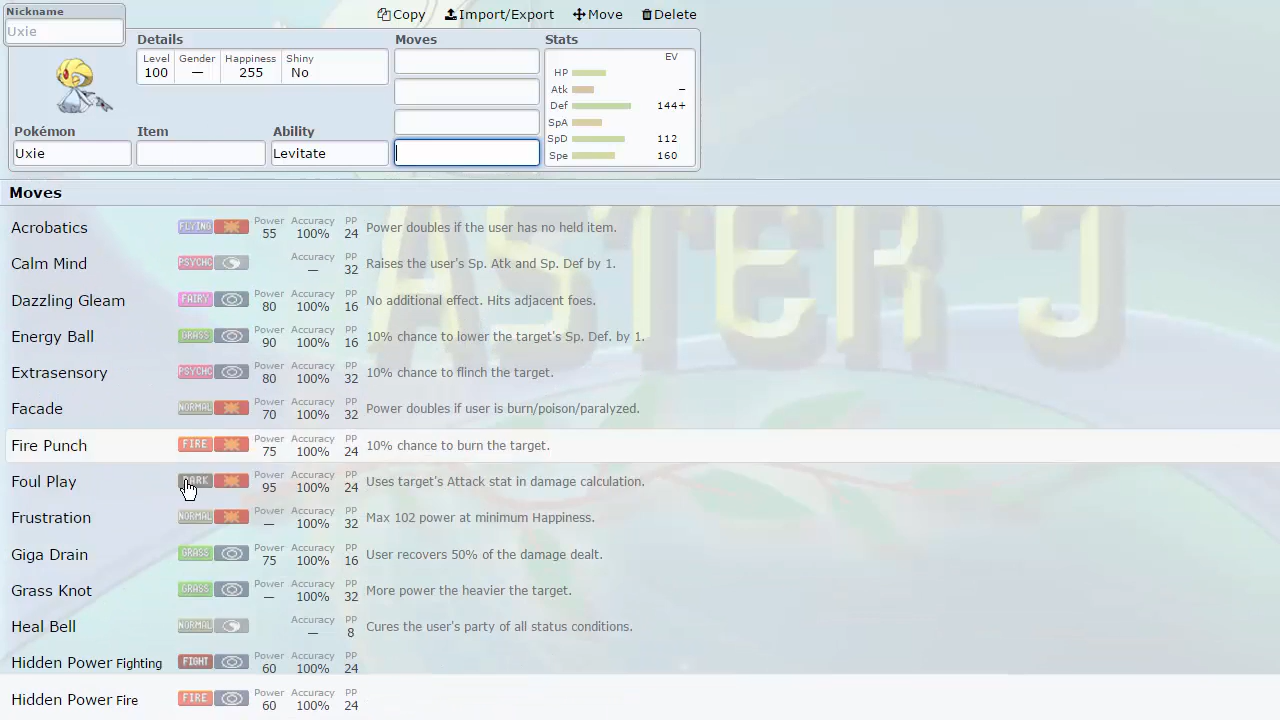 Nickname
Uxie
Copy Import/Export Move Delete
Details
Level 100 Gender — Happiness 255 Shiny No
Moves
Stats
EV
HP
Atk –
Def 144+
SpA
SpD 112
Spe 160
Pokémon Item Ability
Uxie Levitate
Moves
ASTER J
Acrobatics FLYING Power 55 Accuracy 100% PP 24 Power doubles if the user has no held item.
Calm Mind PSYCHC Accuracy — PP 32 Raises the user's Sp. Atk and Sp. Def by 1.
Dazzling Gleam FAIRY Power 80 Accuracy 100% PP 16 No additional effect. Hits adjacent foes.
Energy Ball GRASS Power 90 Accuracy 100% PP 16 10% chance to lower the target's Sp. Def. by 1.
Extrasensory PSYCHC Power 80 Accuracy 100% PP 32 10% chance to flinch the target.
Facade NORMAL Power 70 Accuracy 100% PP 32 Power doubles if user is burn/poison/paralyzed.
Fire Punch FIRE Power 75 Accuracy 100% PP 24 10% chance to burn the target.
Foul Play Power 95 Accuracy 100% PP 24 Uses target's Attack stat in damage calculation.
Frustration NORMAL Power — Accuracy 100% PP 32 Max 102 power at minimum Happiness.
Giga Drain GRASS Power 75 Accuracy 100% PP 16 User recovers 50% of the damage dealt.
Grass Knot GRASS Power — Accuracy 100% PP 32 More power the heavier the target.
Heal Bell NORMAL Accuracy — PP 8 Cures the user's party of all status conditions.
Hidden Power Fighting FIGHT Power 60 Accuracy 100% PP 24
Hidden Power Fire FIRE Power 60 Accuracy 100% PP 24